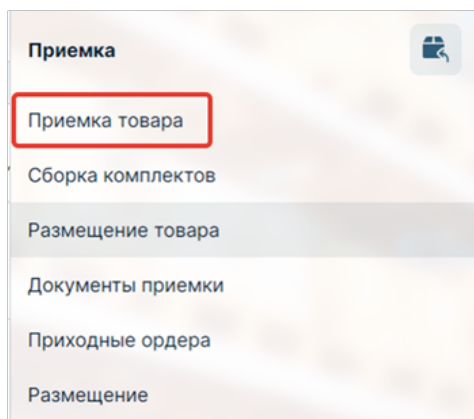 Приемка
Приемка товара
Сборка комплектов
Размещение товара
Документы приемки
Приходные ордера
Размещение